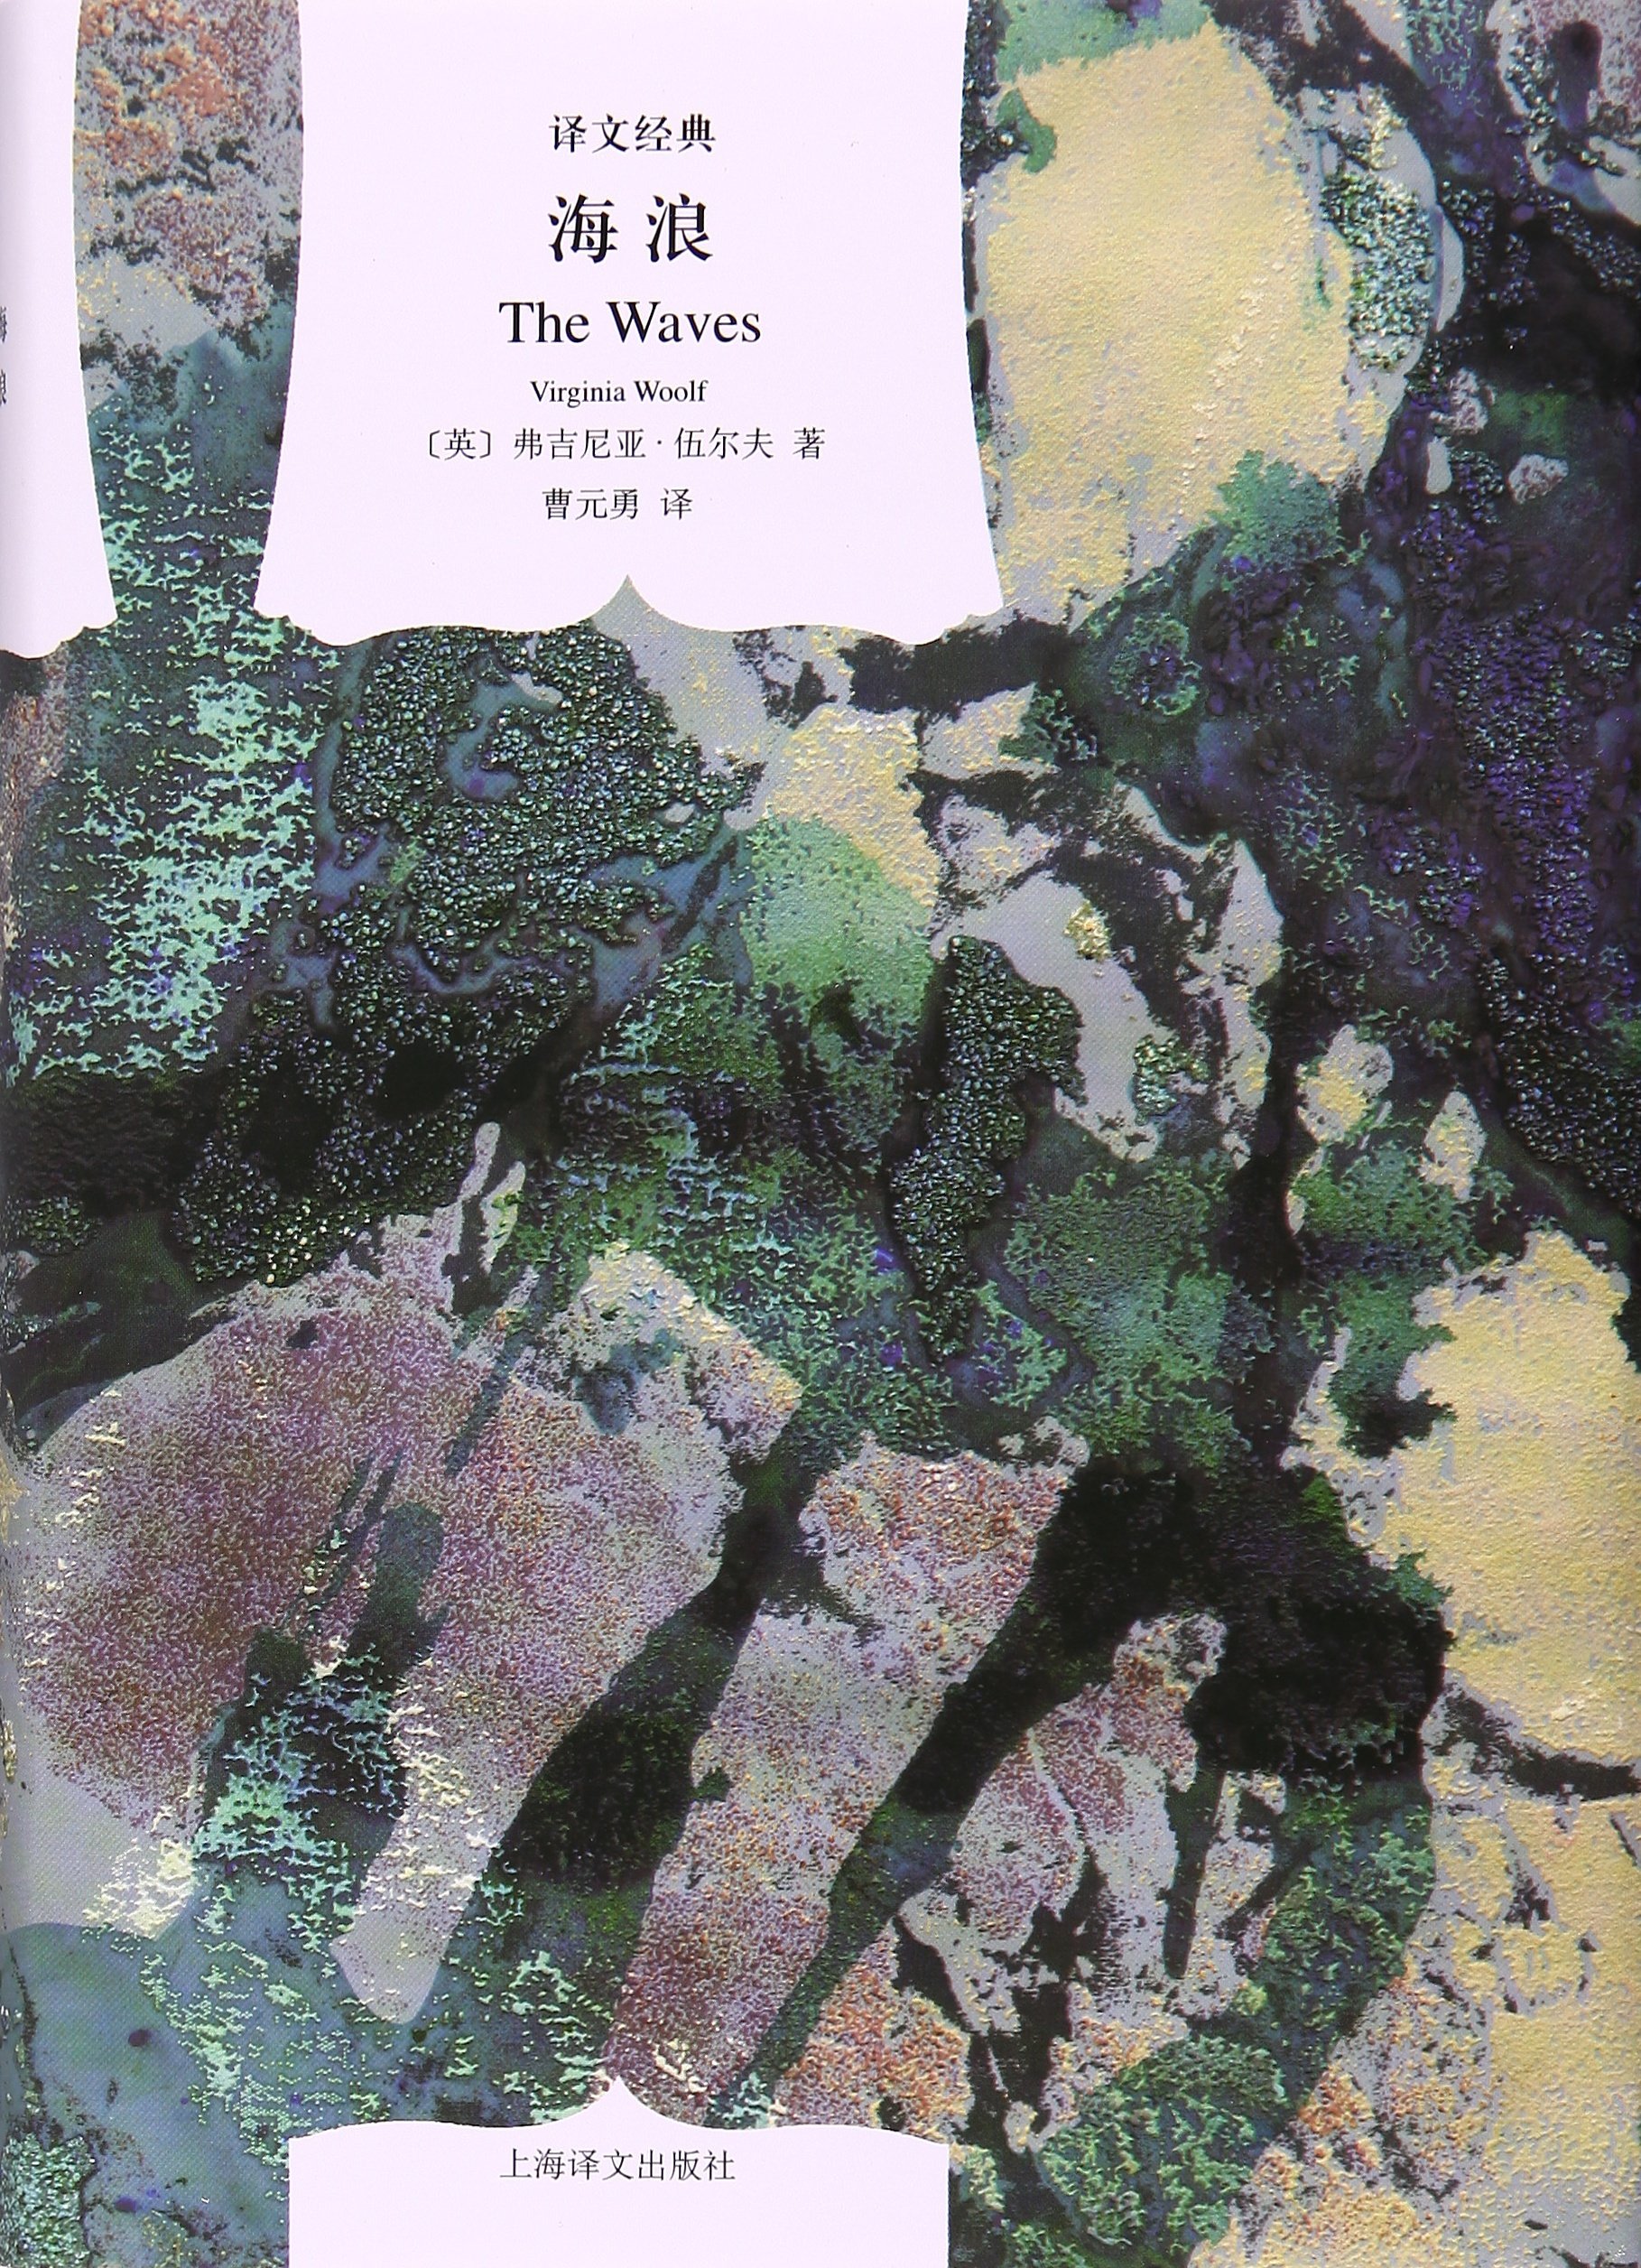 译文经典
海浪
The Waves
Virginia Woolf
〔英〕弗吉尼亚·伍尔夫 著
曹元勇 译
上海译文出版社